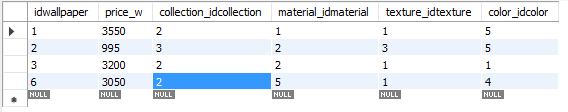 idwallpaper price_w collection_idcollection material_idmaterial texture_idtexture color_idcolor
1 3550 2 1 1 5
2 995 3 2 3 5
3 3200 2 2 1 1
6 3050 2 5 1 4
NULL NULL NULL NULL NULL NULL